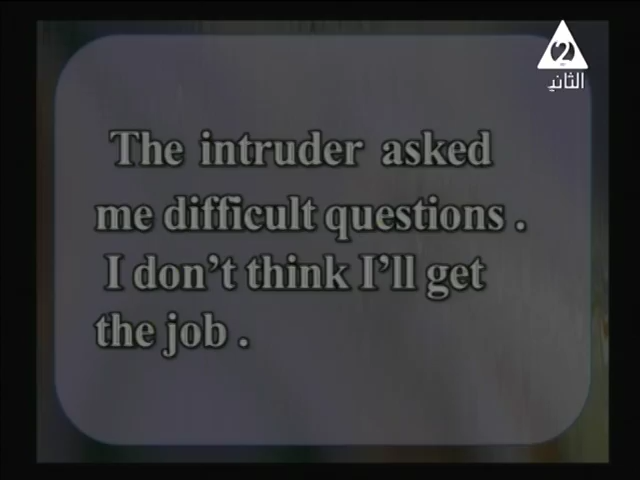 2
الثانية
The intruder asked
me difficult questions .
I don't think I'll get
the job .